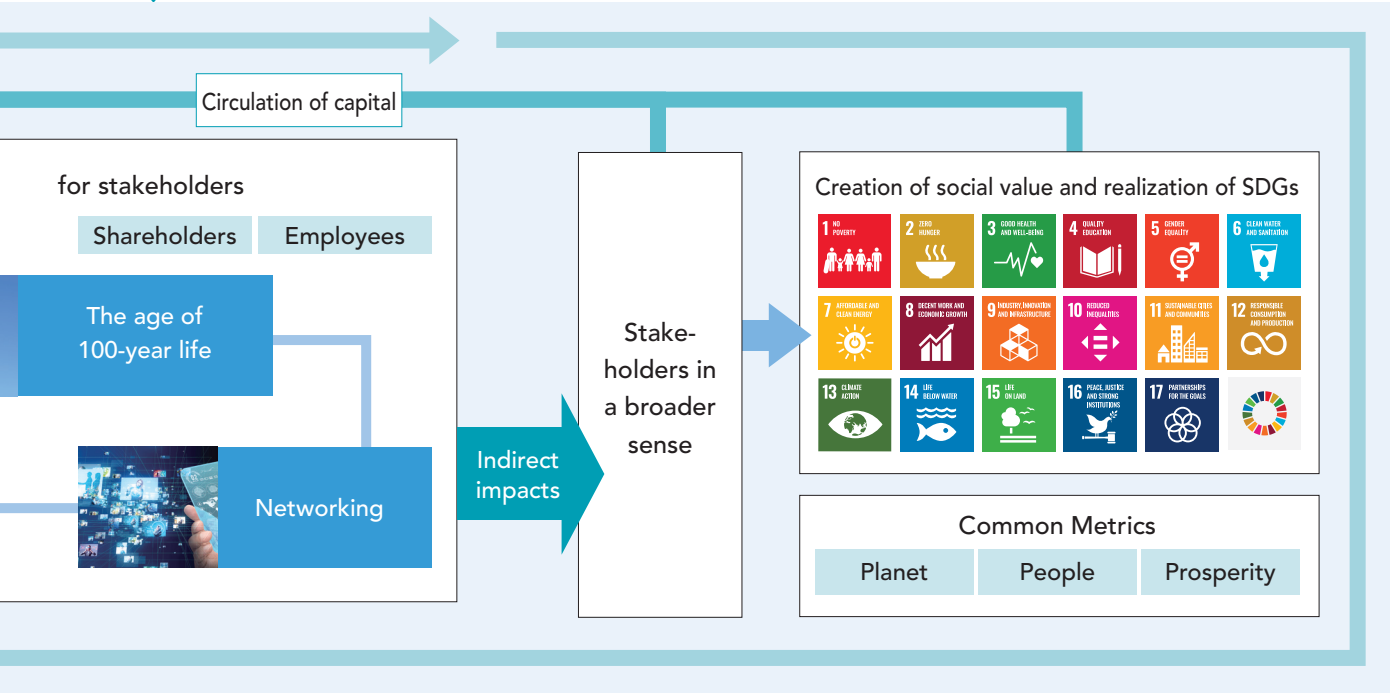 Circulation of capital
for stakeholders
Shareholders
Employees
The age of
100-year life
Networking
Indirect
impacts
Stake-
holders in
a broader
sense
Creation of social value and realization of SDGs
1 NO
POVERTY
2 ZERO
HUNGER
3 GOOD HEALTH
AND WELL-BEING
4 QUALITY
EDUCATION
5 GENDER
EQUALITY
6 CLEAN WATER
AND SANITATION
7 AFFORDABLE AND
CLEAN ENERGY
8 DECENT WORK AND
ECONOMIC GROWTH
9 INDUSTRY, INNOVATION
AND INFRASTRUCTURE
10 REDUCED
INEQUALITIES
11 SUSTAINABLE CITIES
AND COMMUNITIES
12 RESPONSIBLE
CONSUMPTION
AND PRODUCTION
13 CLIMATE
ACTION
14 LIFE
BELOW WATER
15 LIFE
ON LAND
16 PEACE, JUSTICE
AND STRONG
INSTITUTIONS
17 PARTNERSHIPS
FOR THE GOALS
Common Metrics
Planet
People
Prosperity